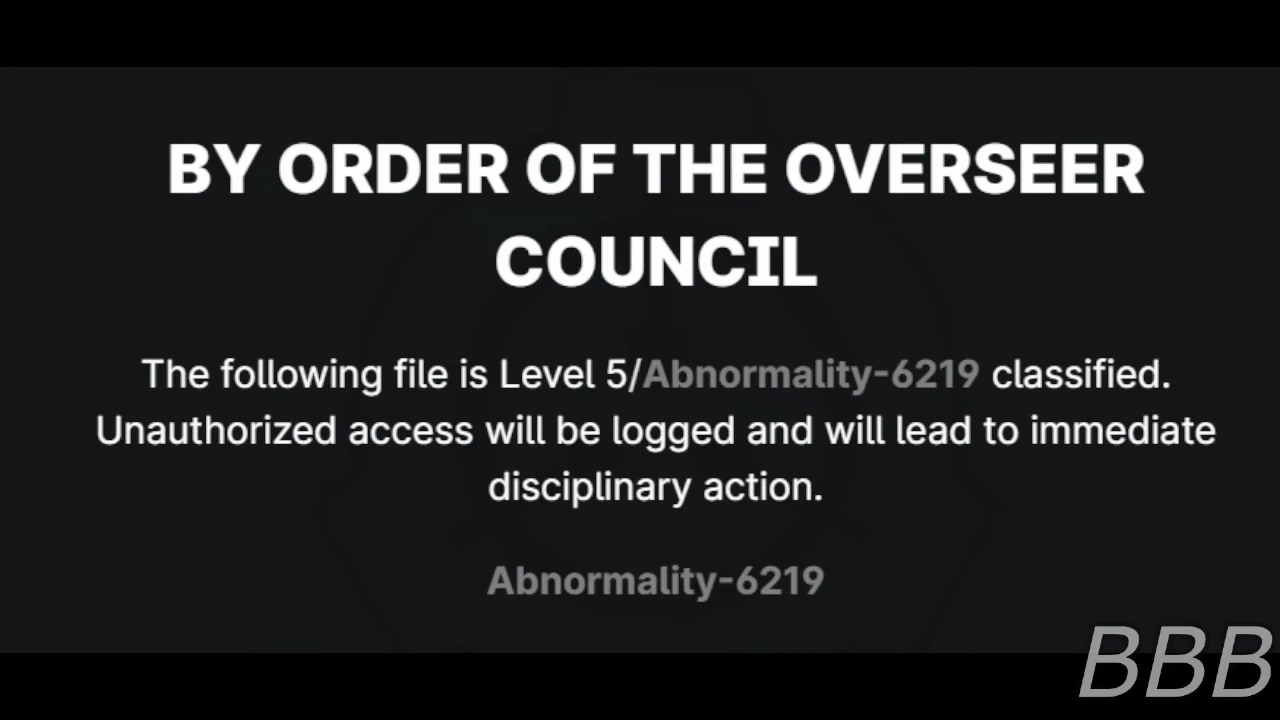 BY ORDER OF THE OVERSEER
COUNCIL
The following file is Level 5/Abnormality-6219 classified.
Unauthorized access will be logged and will lead to immediate
disciplinary action.
Abnormality-6219
BBB